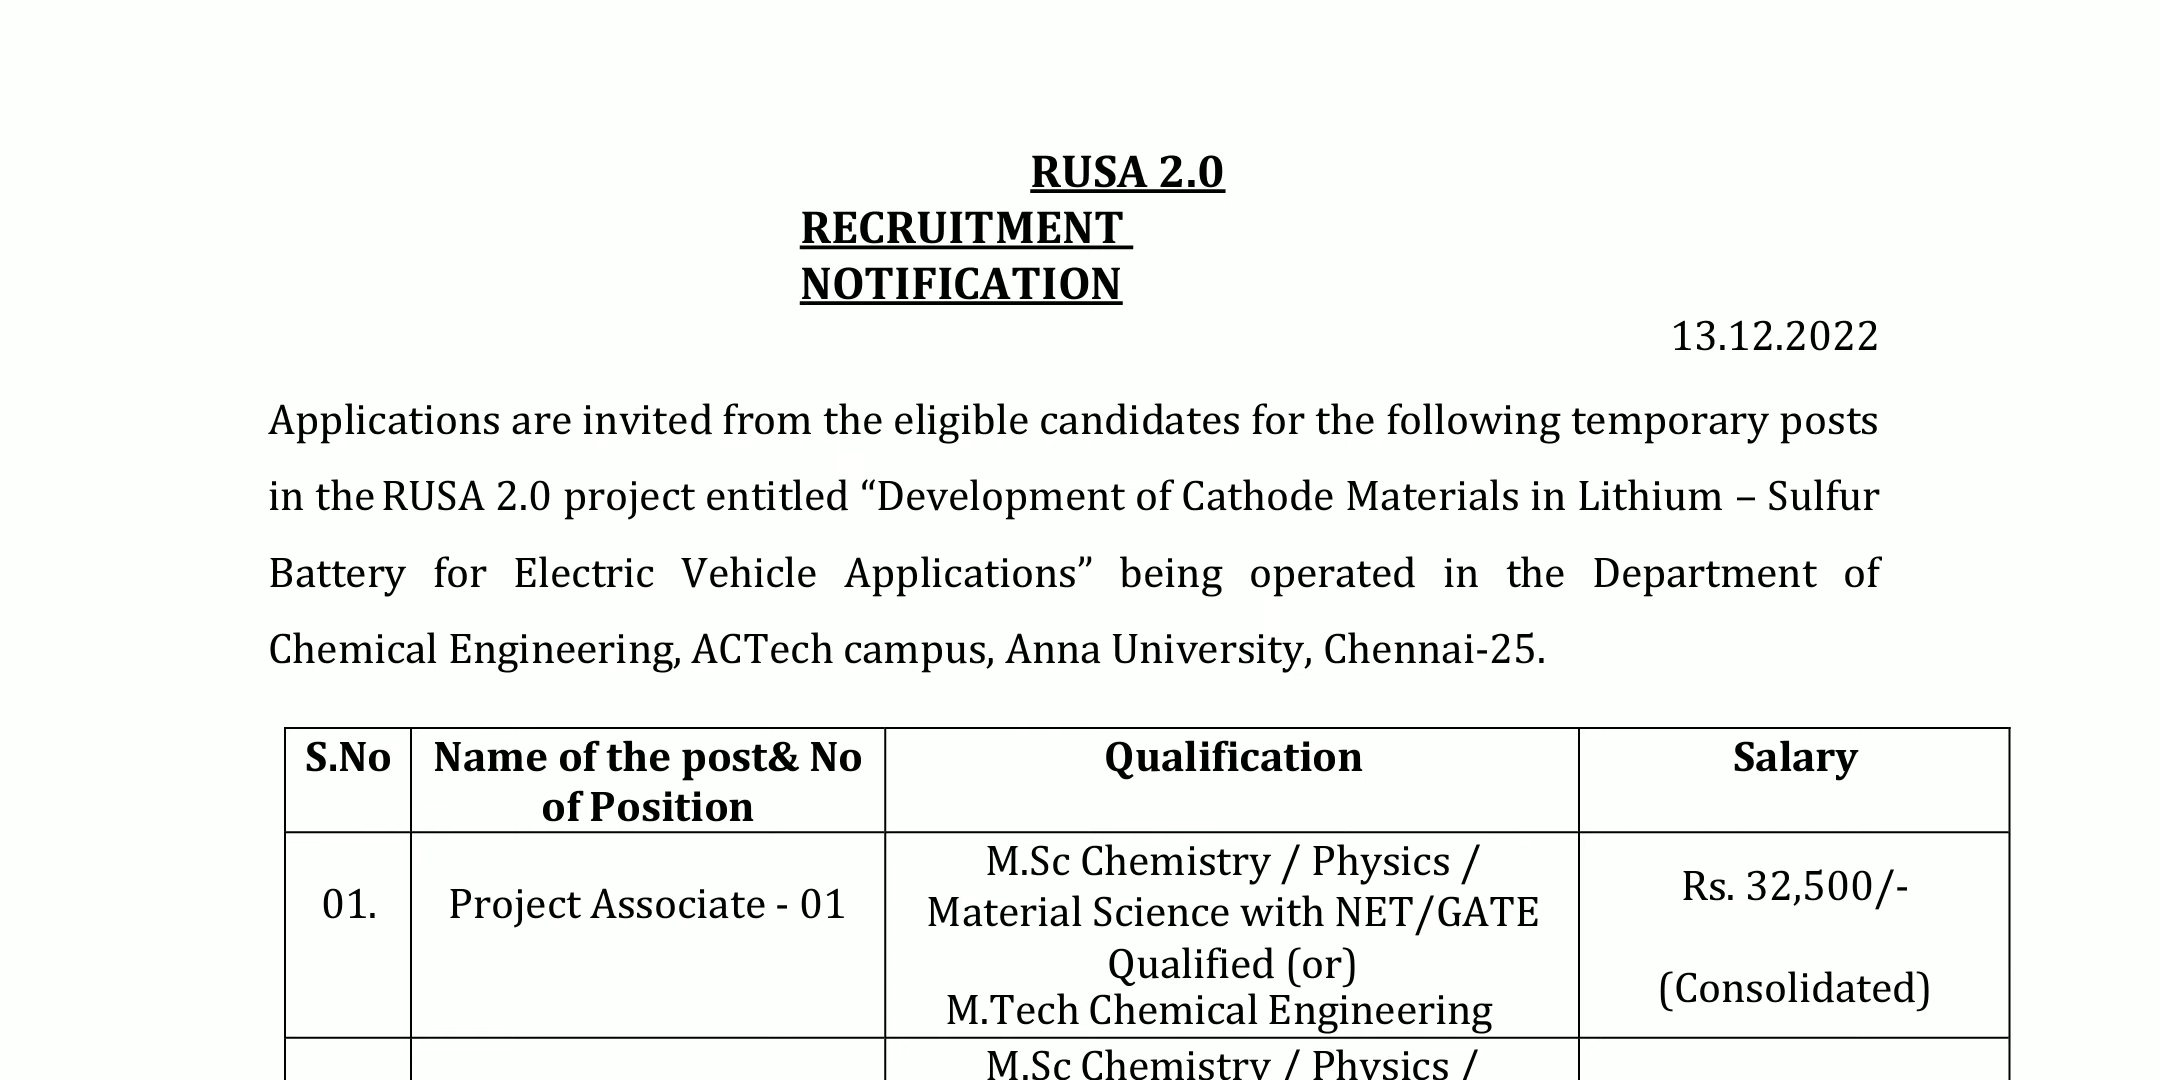 RUSA 2.0
RECRUITMENT
NOTIFICATION
13.12.2022
Applications are invited from the eligible candidates for the following temporary posts
in the RUSA 2.0 project entitled “Development of Cathode Materials in Lithium – Sulfur
Battery for Electric Vehicle Applications” being operated in the Department of
Chemical Engineering, ACTech campus, Anna University, Chennai-25.
S.No Name of the post& No Qualification Salary
of Position
01. Project Associate - 01 M.Sc Chemistry / Physics /
Material Science with NET/GATE
Qualified (or)
M.Tech Chemical Engineering
Rs. 32,500/-
(Consolidated)
M.Sc Chemistry / Physics /